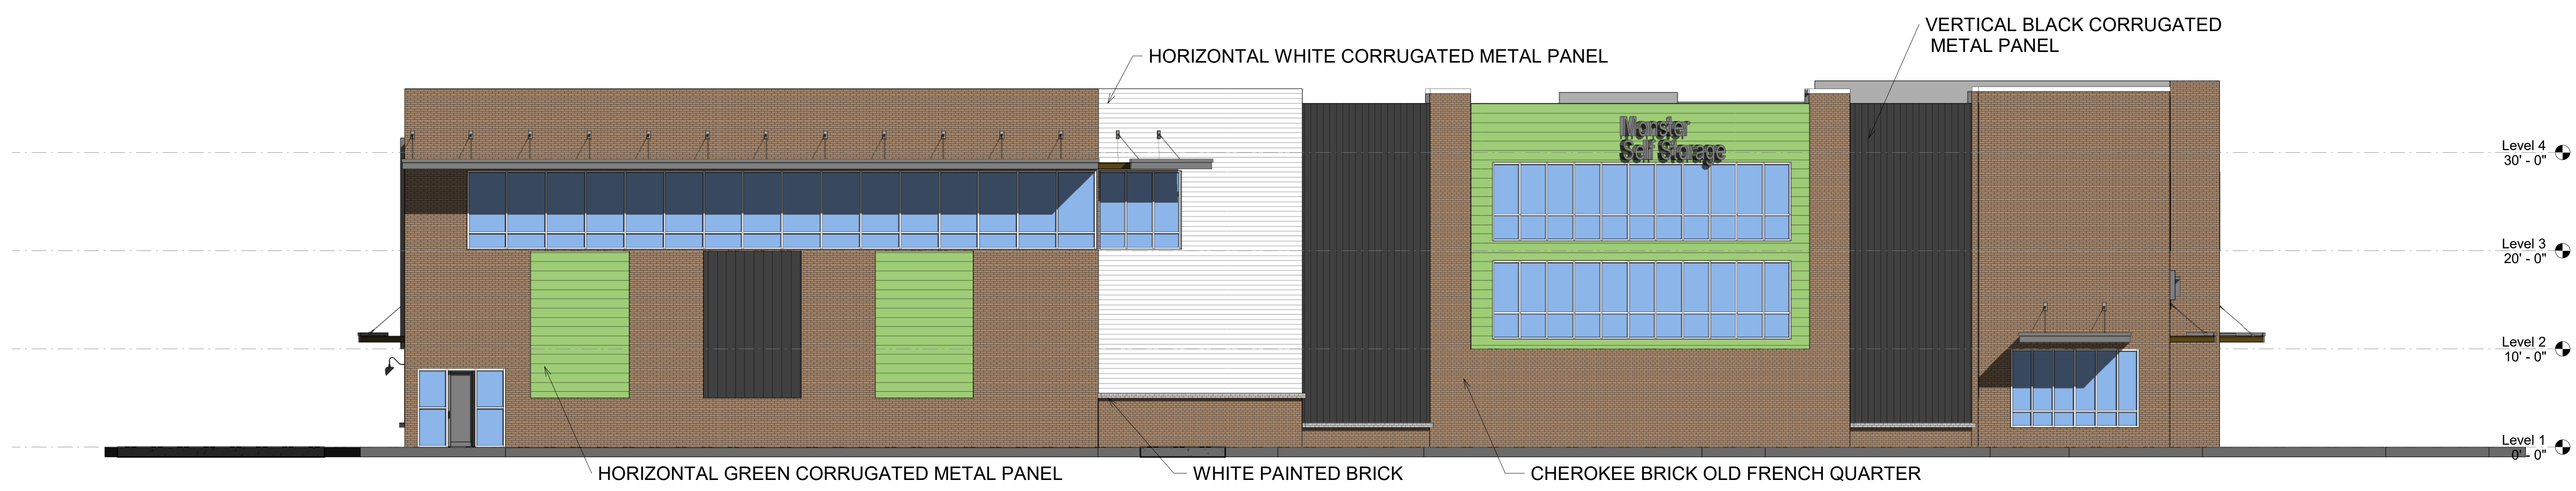 VERTICAL BLACK CORRUGATED
METAL PANEL
HORIZONTAL WHITE CORRUGATED METAL PANEL
Monster
Self Storage
Level 4
30' - 0"
Level 3
20' - 0"
Level 2
10' - 0"
Level 1
0' - 0"
HORIZONTAL GREEN CORRUGATED METAL PANEL
WHITE PAINTED BRICK
CHEROKEE BRICK OLD FRENCH QUARTER